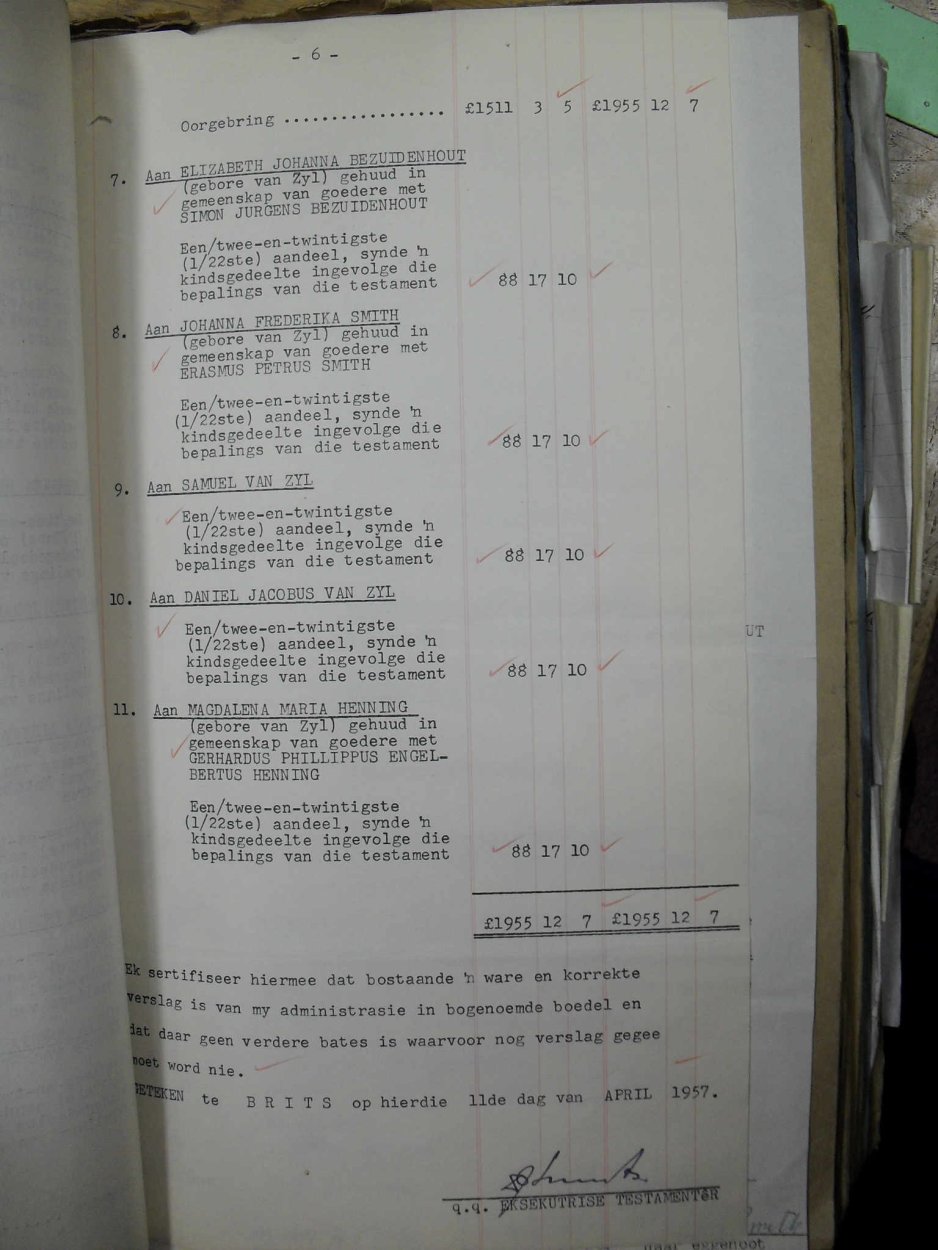 - 6 -
Oorgebring ................. £1511 3 5 £1955 12 7
7. Aan ELIZABETH JOHANNA BEZUIDENHOUT
(gebore van Zyl) gehuud in
gemeenskap van goedere met
SIMON JURGENS BEZUIDENHOUT
Een/twee-en-twintigste
(1/22ste) aandeel, synde 'n
kindsgedeelte ingevolge die
bepalings van die testament 88 17 10
8. Aan JOHANNA FREDERIKA SMITH
(gebore van Zyl) gehuud in
gemeenskap van goedere met
ERASMUS PETRUS SMITH
Een/twee-en-twintigste
(1/22ste) aandeel, synde 'n
kindsgedeelte ingevolge die
bepalings van die testament 88 17 10
9. Aan SAMUEL VAN ZYL
Een/twee-en-twintigste
(1/22ste) aandeel, synde 'n
kindsgedeelte ingevolge die
bepalings van die testament 88 17 10
10. Aan DANIEL JACOBUS VAN ZYL
Een/twee-en-twintigste
(1/22ste) aandeel, synde 'n
kindsgedeelte ingevolge die
bepalings van die testament 88 17 10
11. Aan MAGDALENA MARIA HENNING
(gebore van Zyl) gehuud in
gemeenskap van goedere met
GERHARDUS PHILLIPPUS ENGEL-
BERTUS HENNING
Een/twee-en-twintigste
(1/22ste) aandeel, synde 'n
kindsgedeelte ingevolge die
bepalings van die testament 88 17 10
£1955 12 7 £1955 12 7
Ek sertifiseer hiermee dat bostaande 'n ware en korrekte
verslag is van my administrasie in bogenoemde boedel en
dat daar geen verdere bates is waarvoor nog verslag gegee
moet word nie.
GETEKEN te B R I T S op hierdie 11de dag van APRIL 1957.
q.q. EKSEKUTRISE TESTAMENTêR
UT
eggenoot